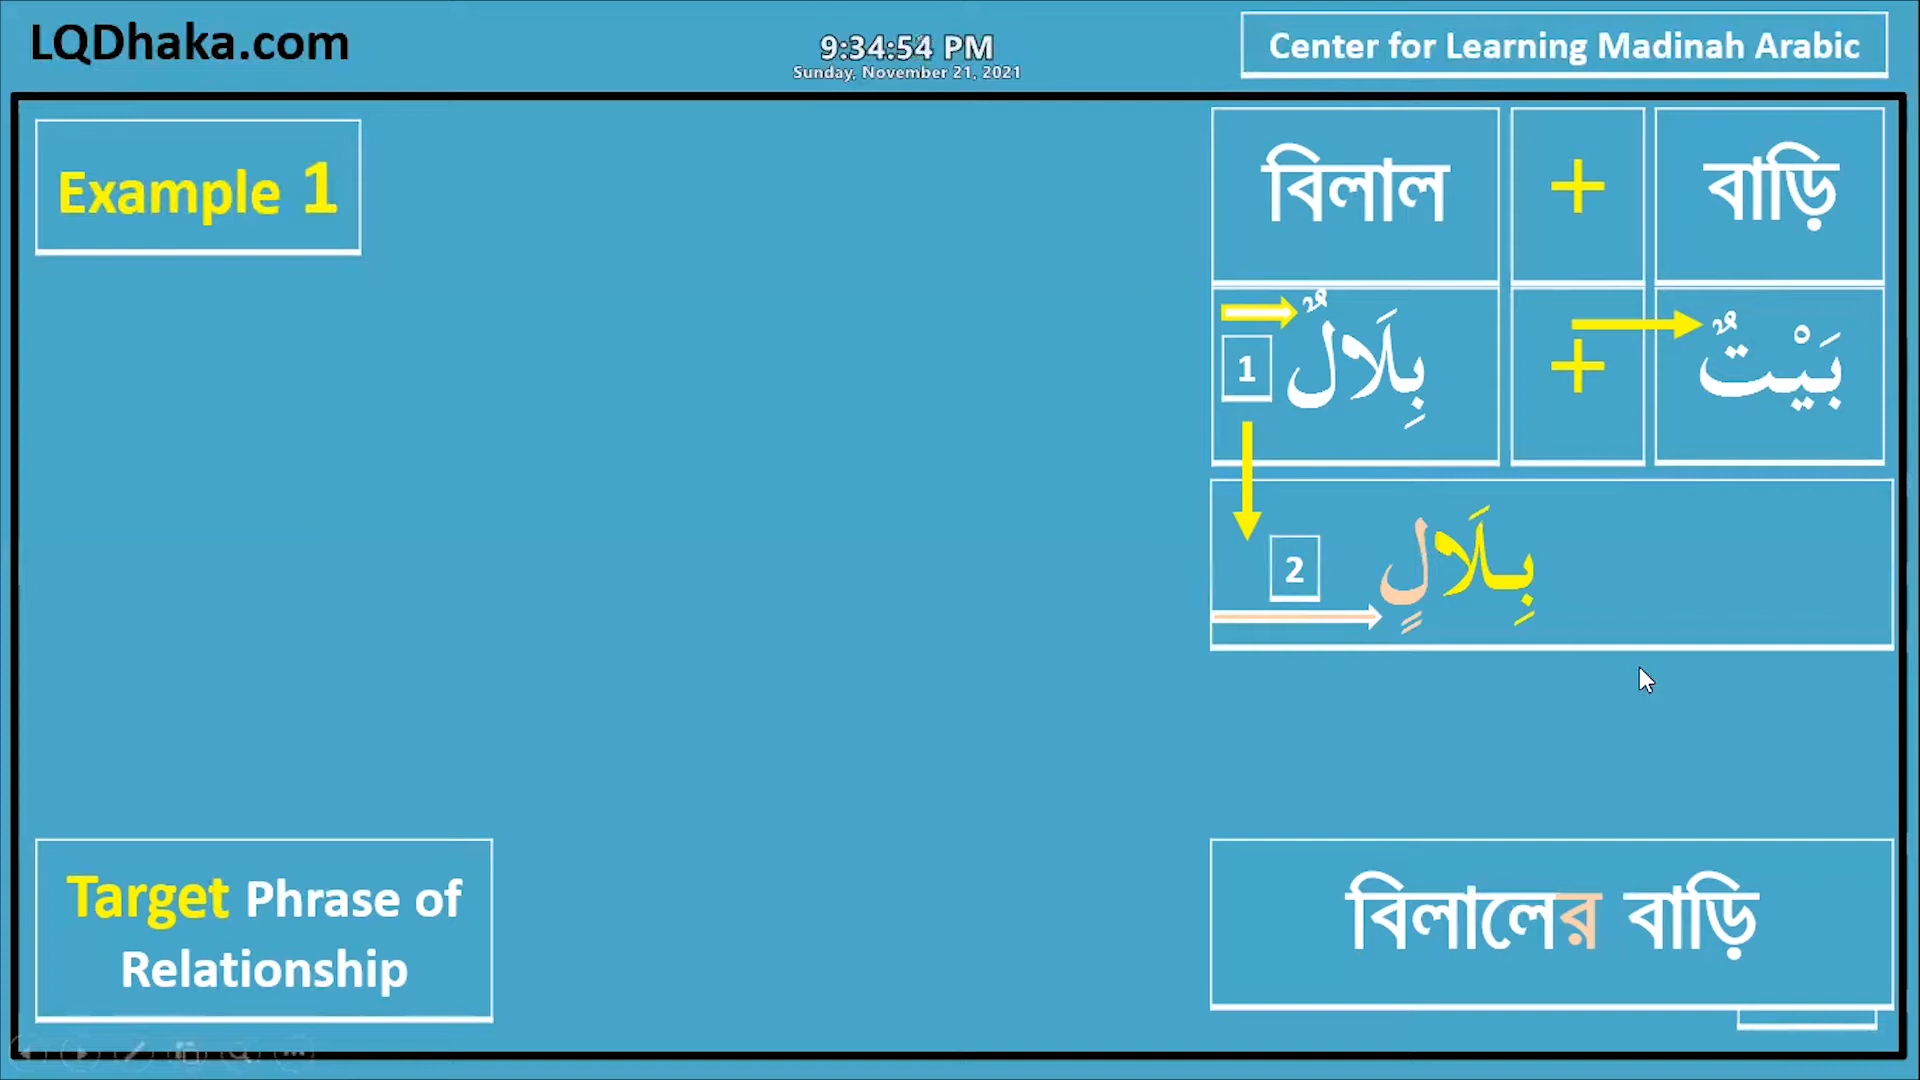 LQDhaka.com
9:34:54 PM
Sunday, November 21, 2021
Center for Learning Madinah Arabic
Example 1
বিলাল + বাড়ি
1 بِلَالٌ + بَيْتٌ
2 بِـلَالٍ
Target Phrase of
Relationship
বিলালের বাড়ি